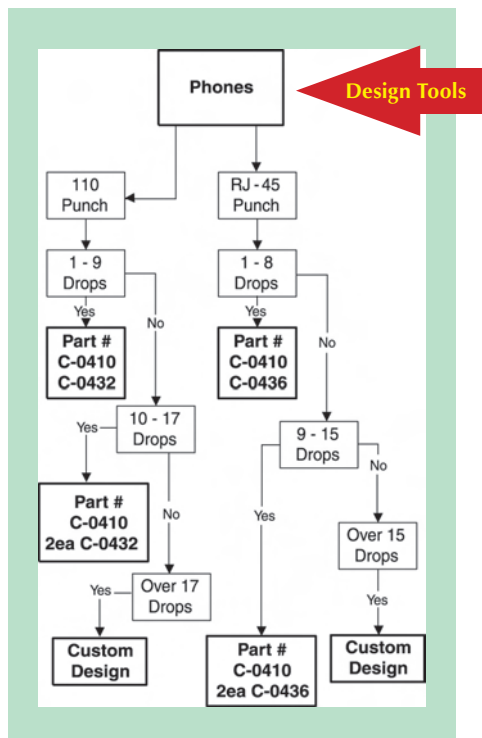 Phones
Design Tools
110
Punch
RJ-45
Punch
1 - 9
Drops
1 - 8
Drops
Yes
No
Yes
No
Part #
C-0410
C-0432
Part #
C-0410
C-0436
10 - 17
Drops
Yes
No
9 - 15
Drops
Yes
No
Part #
C-0410
2ea C-0432
Over 15
Drops
Yes
Over 17
Drops
Yes
Custom
Design
Part #
C-0410
2ea C-0436
Custom
Design